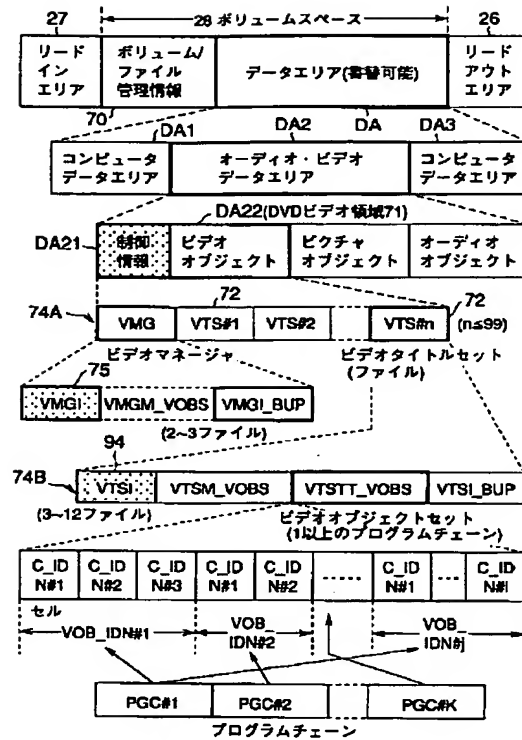 27
28 ボリュームスペース
26
リード
イン
エリア
ボリューム/
ファイル
管理情報
データエリア(書替可能)
リード
アウト
エリア
70
DA1
DA2
DA
DA3
コンピュータ
データエリア
オーディオ・ビデオ
データエリア
コンピュータ
データエリア
DA22(DVDビデオ領域71)
DA21
制御
情報
ビデオ
オブジェクト
ピクチャ
オブジェクト
オーディオ
オブジェクト
74A
72
72
VMG
VTS#1
VTS#2
VTS#n
(n≤99)
ビデオマネージャ
ビデオタイトルセット
(ファイル)
75
VMGI
VMGM_VOBS
VMGI_BUP
(2~3ファイル)
94
74B
VTSI
VTSM_VOBS
VTSTT_VOBS
VTSI_BUP
(3~12ファイル)
ビデオオブジェクトセット
(1以上のプログラムチェーン)
C_ID
N#1
C_ID
N#2
C_ID
N#3
C_ID
N#1
C_ID
N#2
C_ID
N#1
C_ID
N#i
セル
VOB_IDN#1
VOB_
IDN#2
VOB_
IDN#j
PGC#1
PGC#2
PGC#K
プログラムチェーン